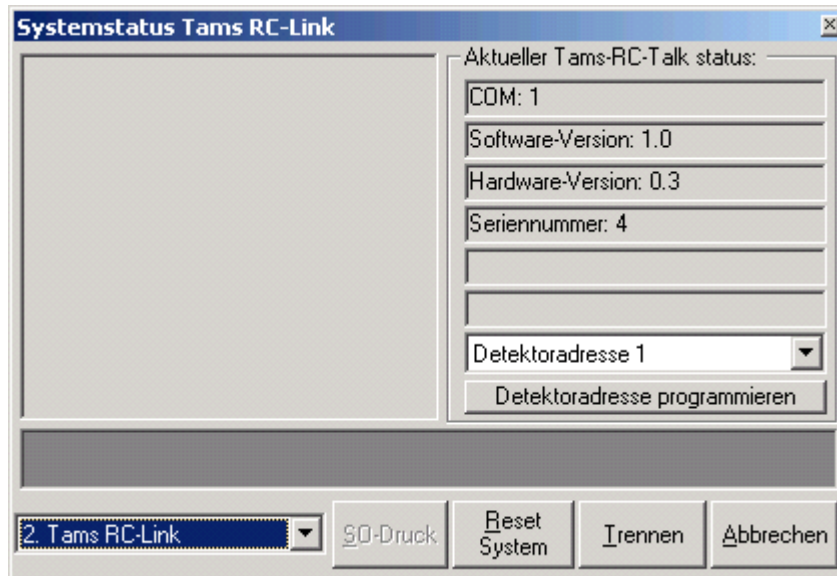 Systemstatus Tams RC-Link
Aktueller Tams-RC-Talk status:
COM: 1
Software-Version: 1.0
Hardware-Version: 0.3
Seriennummer: 4
Detektoradresse 1
Detektoradresse programmieren
2. Tams RC-Link
SO-Druck
Reset
System
Trennen
Abbrechen